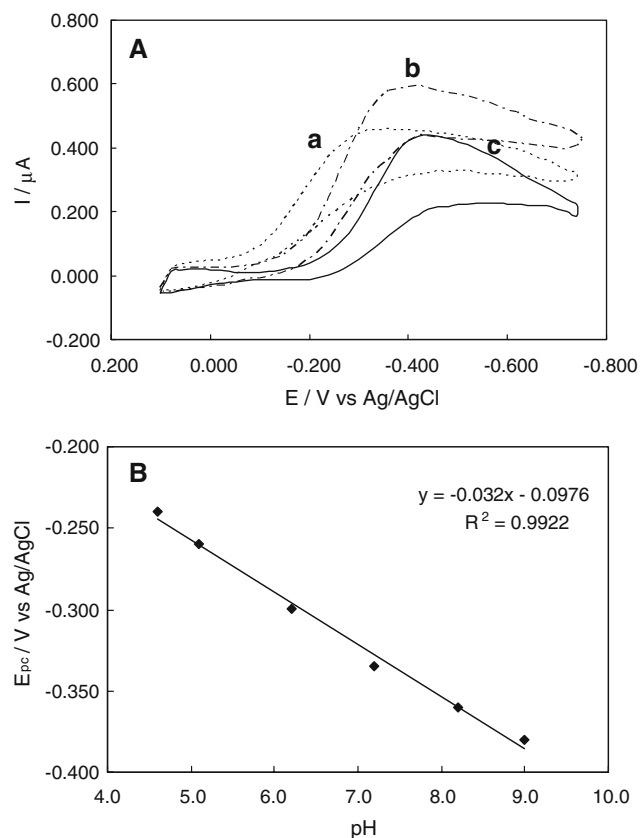 A
b
a
c
I / µA
0.800
0.600
0.400
0.200
0.000
-0.200
0.200 0.000 -0.200 -0.400 -0.600 -0.800
E / V vs Ag/AgCl
B
y = -0.032x - 0.0976
R² = 0.9922
Epc / V vs Ag/AgCl
-0.200
-0.250
-0.300
-0.350
-0.400
4.0 5.0 6.0 7.0 8.0 9.0 10.0
pH